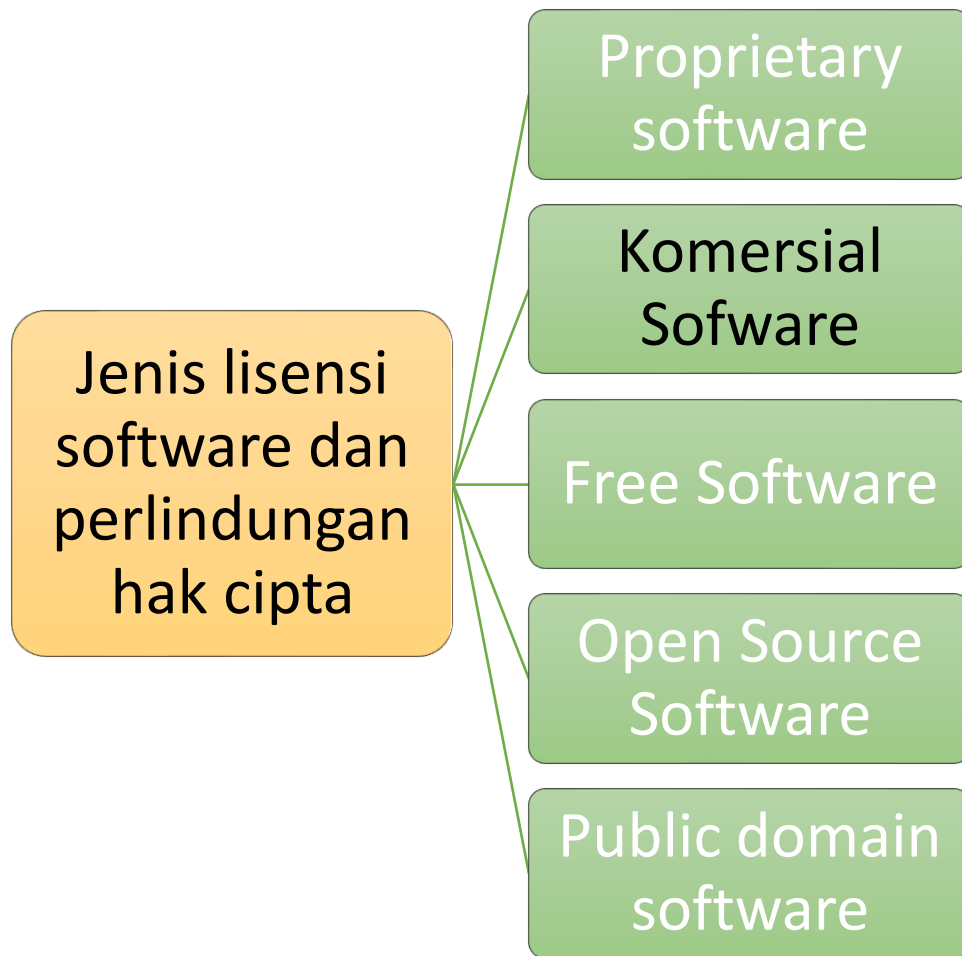 Jenis lisensi
software dan
perlindungan
hak cipta
Proprietary
software
Komersial
Sofware
Free Software
Open Source
Software
Public domain
software